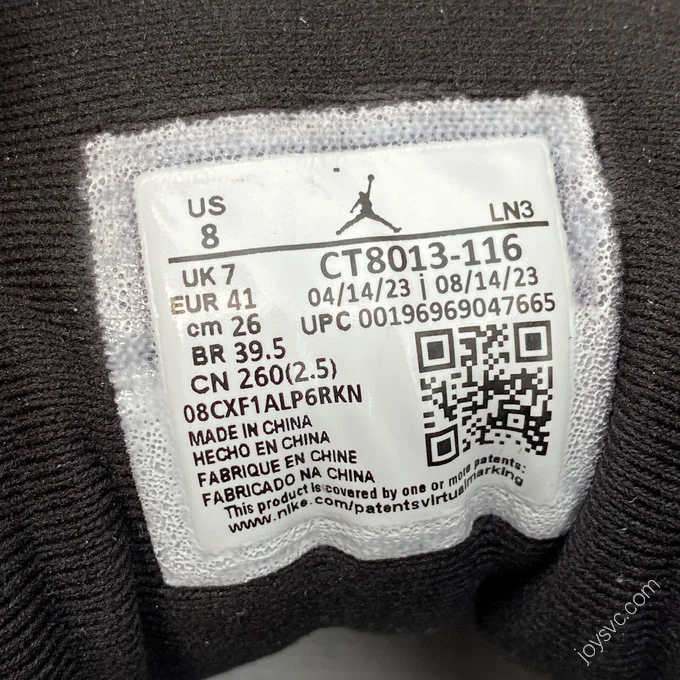 US
8
LN3
UK 7
EUR 41
cm 26
BR 39.5
CN 260(2.5)
CT8013-116
04/14/23 | 08/14/23
UPC 00196969047665
08CXF1ALP6RKN
MADE IN CHINA
HECHO EN CHINA
FABRIQUE EN CHINE
FABRICADO NA CHINA
This product is covered by one or more patents:
www.nike.com/patentsvirtualmarking
joysvc.com